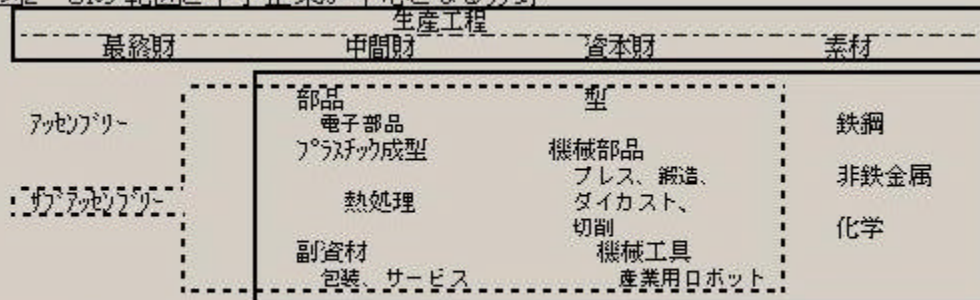 生産工程
最終財 中間財 資本財 素材
部品 型
アッセンブリー 電子部品 鉄鋼
プラスチック成型 機械部品
プレス、鍛造、 非鉄金属
サブアッセンブリー 熱処理 ダイカスト、
切削 化学
副資材 機械工具
包装、サービス 産業用ロボット